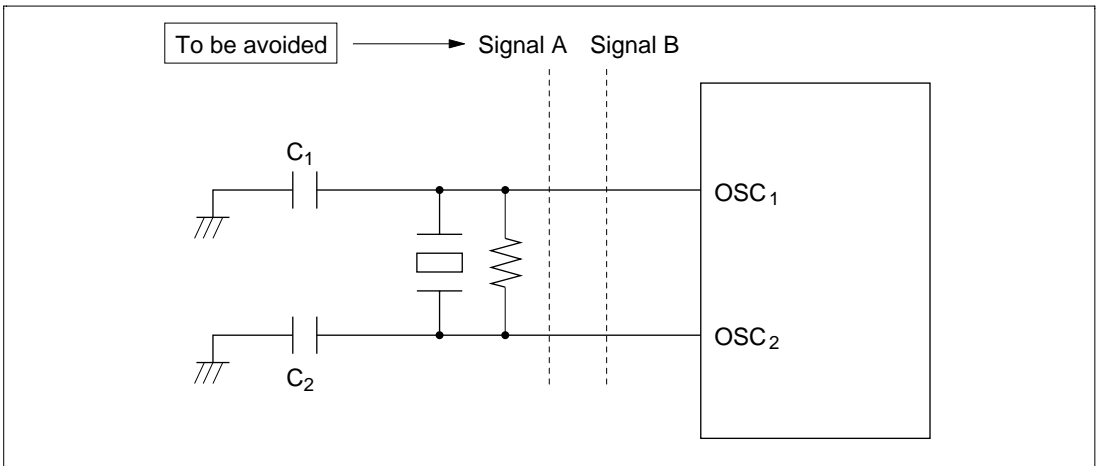 To be avoided
Signal A
Signal B
C₁
OSC₁
OSC₂
C₂